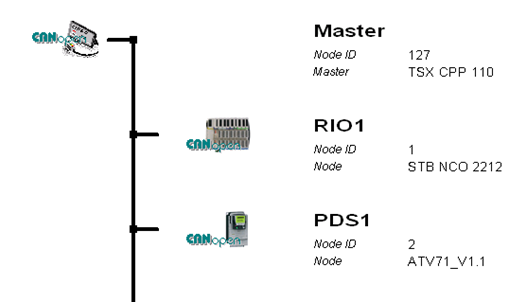 CANopen
Master
Node ID 127
Master TSX CPP 110
CANopen
RIO1
Node ID 1
Node STB NCO 2212
CANopen
PDS1
Node ID 2
Node ATV71_V1.1